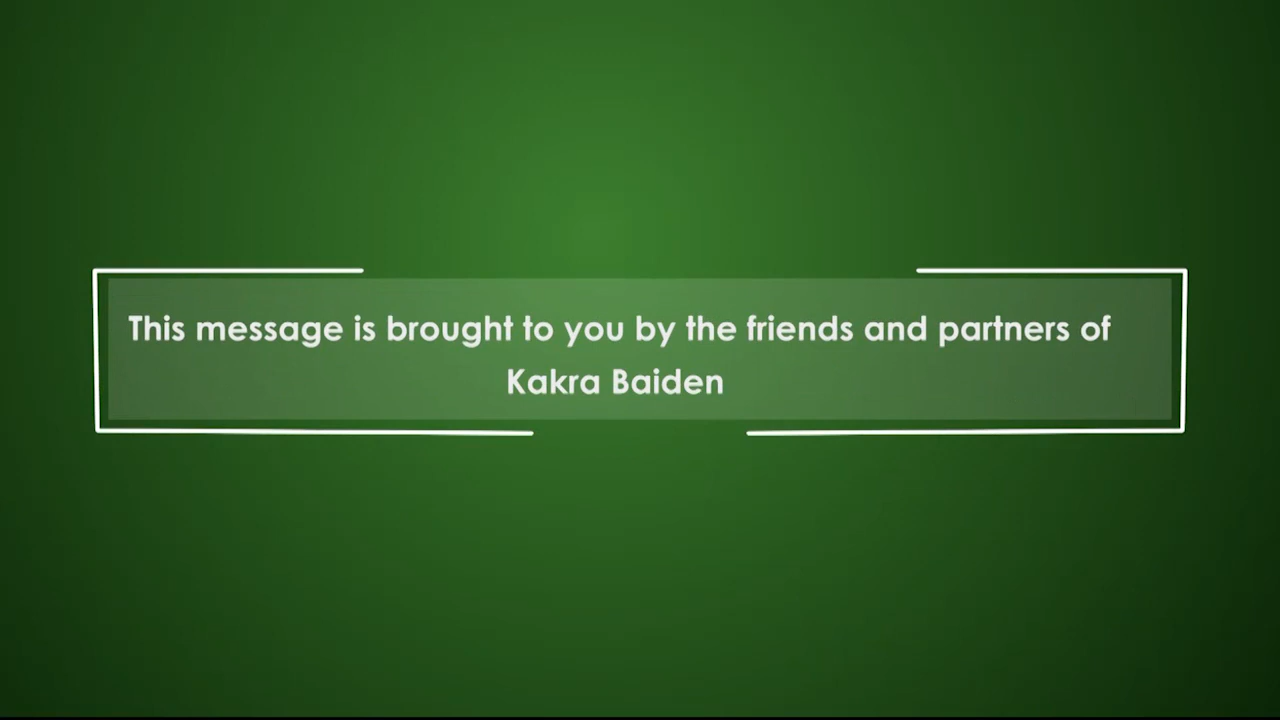 This message is brought to you by the friends and partners of
Kakra Baiden